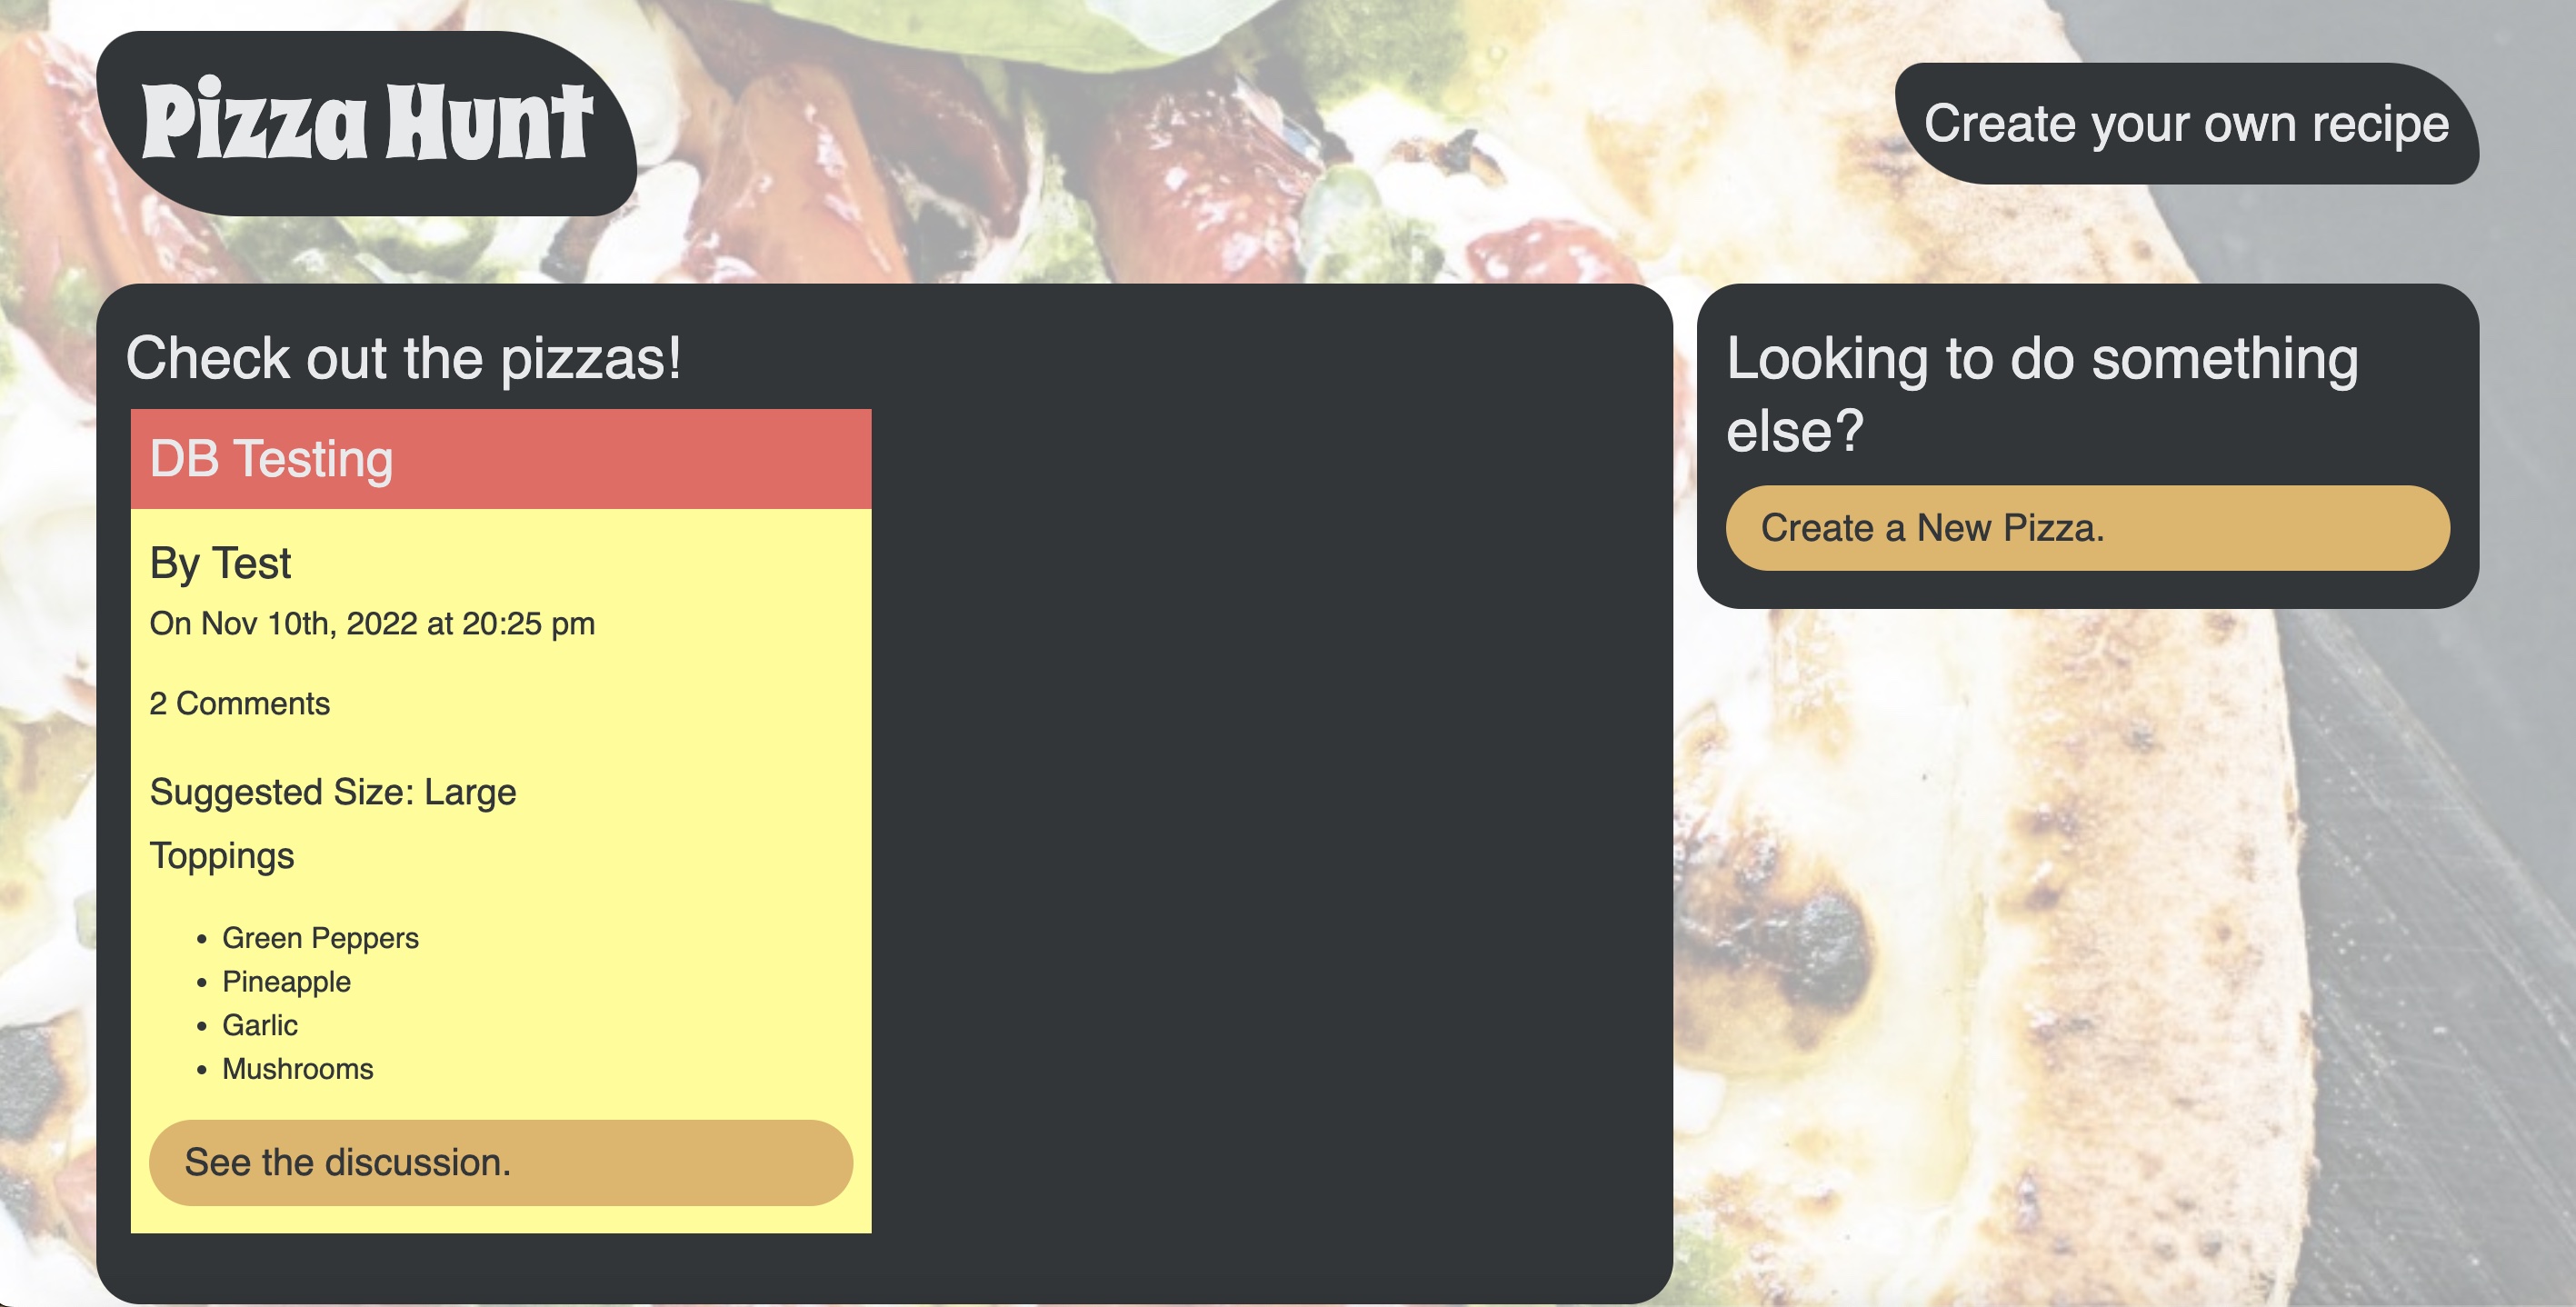 Pizza Hunt
Create your own recipe
Check out the pizzas!
DB Testing
By Test
On Nov 10th, 2022 at 20:25 pm
2 Comments
Suggested Size: Large
Toppings
• Green Peppers
• Pineapple
• Garlic
• Mushrooms
See the discussion.
Looking to do something
else?
Create a New Pizza.